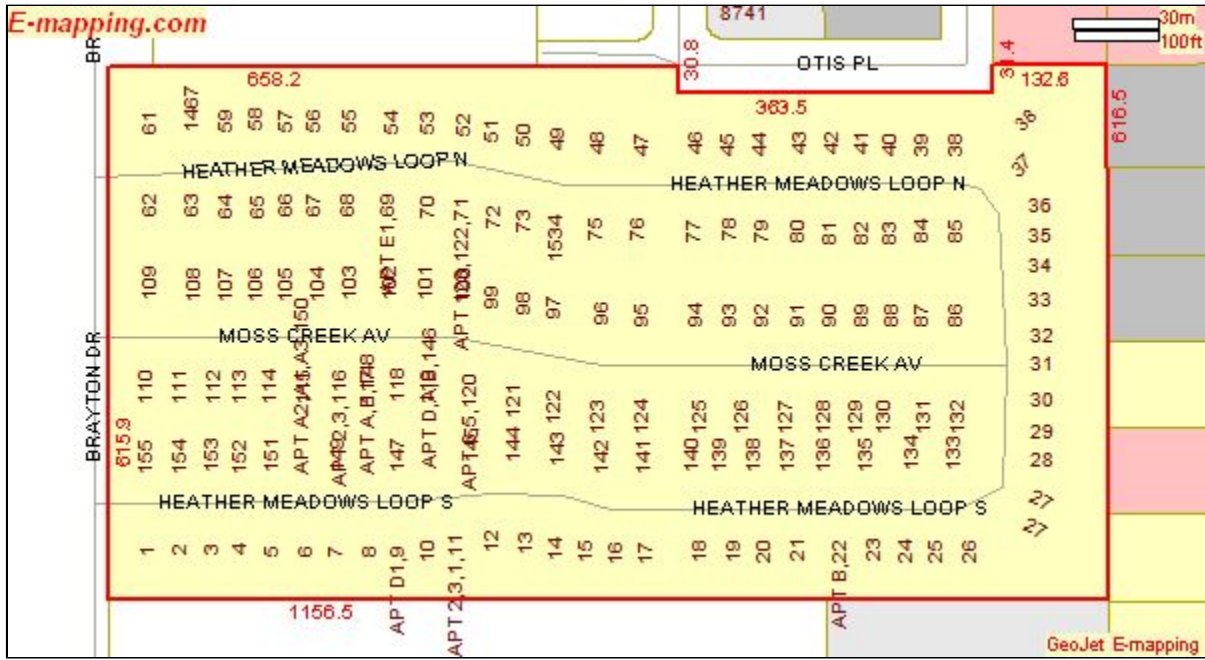 E-mapping.com
BR
8741
30m
100ft
OTIS PL
30.8
31.4
658.2
363.5
132.6
616.5
61 1467 59 58 57 56 55 54 53 52 51 50 49 48 47 46 45 44 43 42 41 40 39 38 36
37
HEATHER MEADOWS LOOP N
HEATHER MEADOWS LOOP N
62 63 64 65 66 67 68 APT E1,69 70 122,71 72 73 1534 75 76 77 78 79 80 81 82 83 84 85 36
35
34
109 108 107 106 105 104 103 102 101 99 98 97 96 95 94 93 92 91 90 89 88 87 86 33
MOSS CREEK AV
32
MOSS CREEK AV
31
BRAYTON DR
110 111 112 113 114 118 121 122 123 124 125 126 127 128 129 130 131 132 30
29
615.9
155 154 153 152 151 147 144 143 142 141 140 139 138 137 136 135 134 133 28
HEATHER MEADOWS LOOP S
HEATHER MEADOWS LOOP S
27
27
1 2 3 4 5 6 7 8 APT D1,9 10 APT 2,3,1,11 12 13 14 15 16 17 18 19 20 21 APT B,22 23 24 25 26
1156.5
GeoJet E-mapping